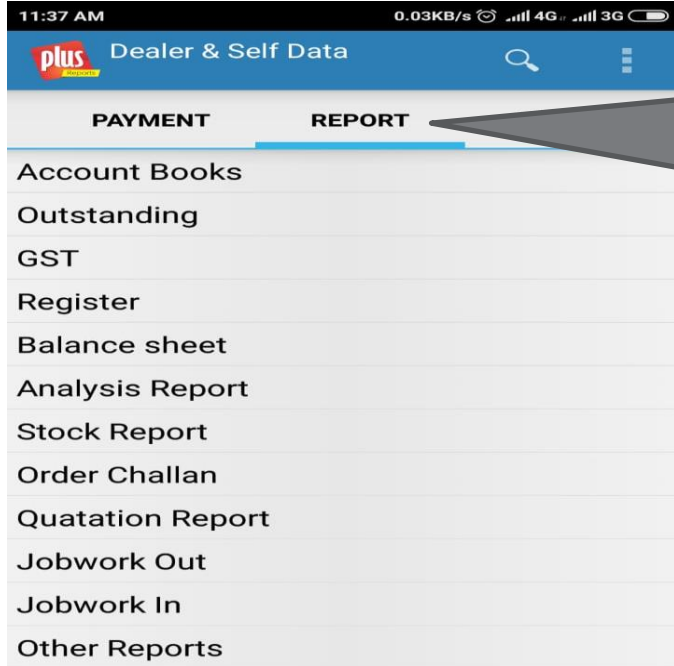 11:37 AM 0.03KB/s 4G 3G
plus Reports Dealer & Self Data
PAYMENT REPORT
Account Books
Outstanding
GST
Register
Balance sheet
Analysis Report
Stock Report
Order Challan
Quatation Report
Jobwork Out
Jobwork In
Other Reports